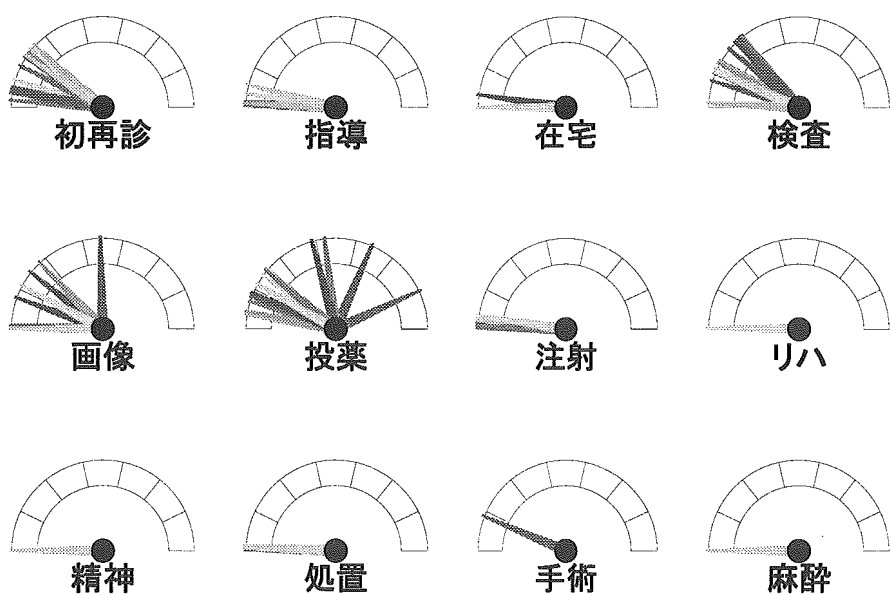 初再診 指導 在宅 検査
画像 投薬 注射 リハ
精神 処置 手術 麻酔